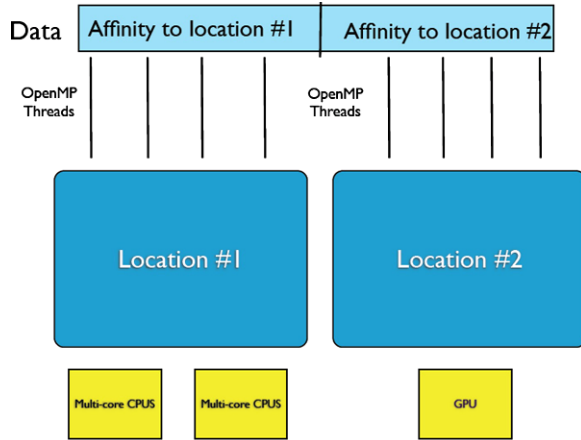 Data
Affinity to location #1
Affinity to location #2
OpenMP
Threads
OpenMP
Threads
Location #1
Location #2
Multi-core CPUS
Multi-core CPUS
GPU